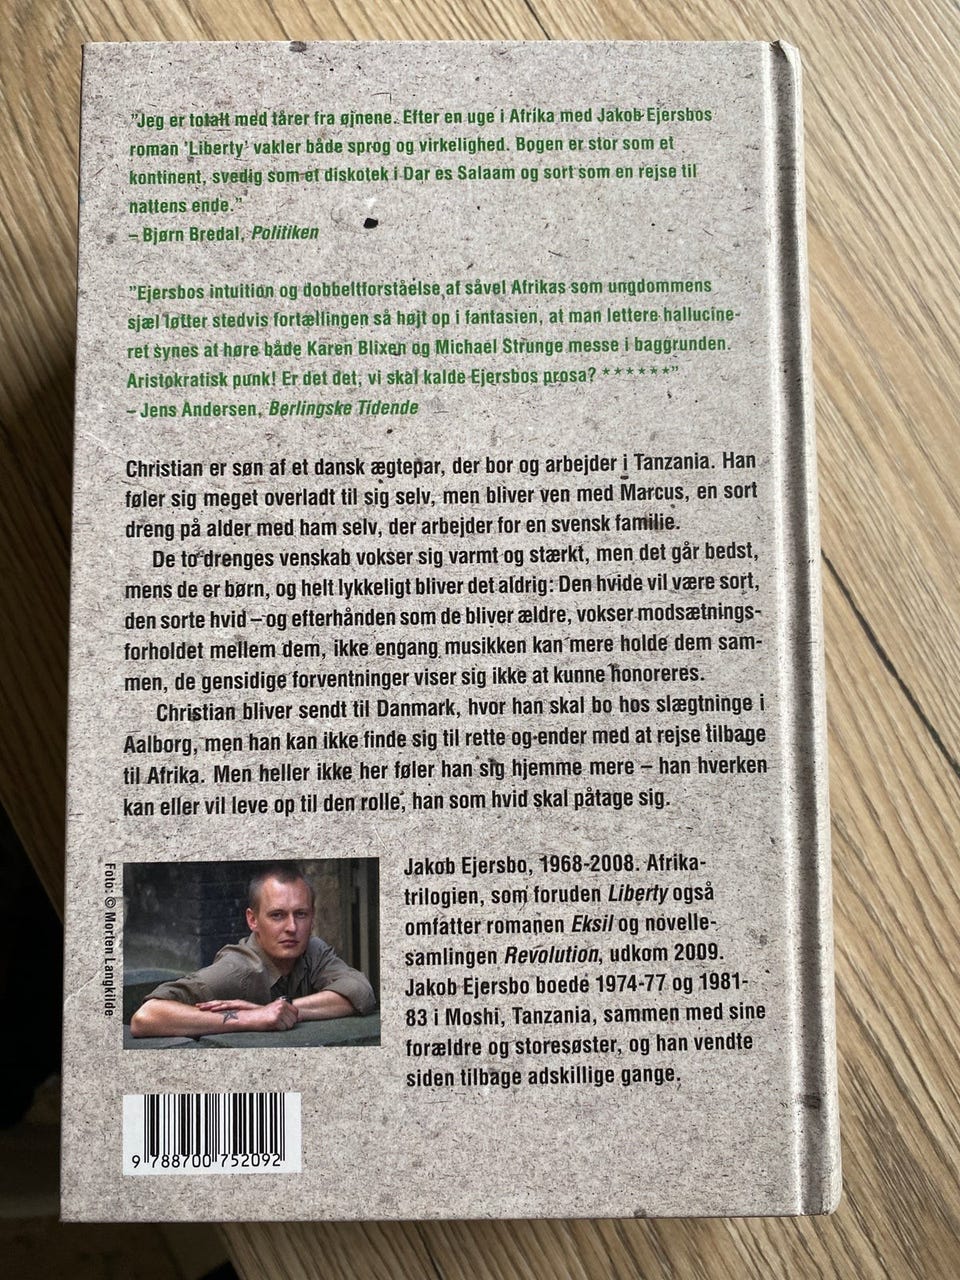 ”Jeg er totalt med tårer fra øjnene. Efter en uge i Afrika med Jakob Ejersbos
roman ’Liberty’ vakler både sprog og virkelighed. Bogen er stor som et
kontinent, svedig som et diskotek i Dar es Salaam og sort som en rejse til
nattens ende.”
– Bjørn Bredal, Politiken
”Ejersbos intuition og dobbeltforståelse af såvel Afrikas som ungdommens
sjæl løfter stedvis fortællingen så højt op i fantasien, at man lettere hallucine-
ret synes at høre både Karen Blixen og Michael Strunge messe i baggrunden.
Aristokratisk punk! Er det det, vi skal kalde Ejersbos prosa? ******”
– Jens Andersen, Berlingske Tidende
Christian er søn af et dansk ægtepar, der bor og arbejder i Tanzania. Han
føler sig meget overladt til sig selv, men bliver ven med Marcus, en sort
dreng på alder med ham selv, der arbejder for en svensk familie.
De to drenges venskab vokser sig varmt og stærkt, men det går bedst,
mens de er børn, og helt lykkeligt bliver det aldrig: Den hvide vil være sort,
den sorte hvid – og efterhånden som de bliver ældre, vokser modsætnings-
forholdet mellem dem, ikke engang musikken kan mere holde dem sam-
men, de gensidige forventninger viser sig ikke at kunne honoreres.
Christian bliver sendt til Danmark, hvor han skal bo hos slægtninge i
Aalborg, men han kan ikke finde sig til rette og ender med at rejse tilbage
til Afrika. Men heller ikke her føler han sig hjemme mere – han hverken
kan eller vil leve op til den rolle, han som hvid skal påtage sig.
Foto: © Morten Langkilde
Jakob Ejersbo, 1968-2008. Afrika-
trilogien, som foruden Liberty også
omfatter romanen Eksil og novelle-
samlingen Revolution, udkom 2009.
Jakob Ejersbo boede 1974-77 og 1981-
83 i Moshi, Tanzania, sammen med sine
forældre og storesøster, og han vendte
siden tilbage adskillige gange.
9 788700 752092